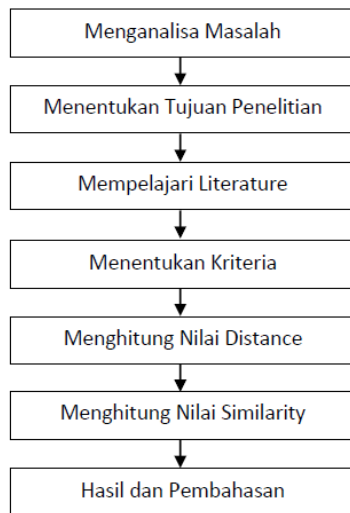 Menganalisa Masalah
Menentukan Tujuan Penelitian
Mempelajari Literature
Menentukan Kriteria
Menghitung Nilai Distance
Menghitung Nilai Similarity
Hasil dan Pembahasan